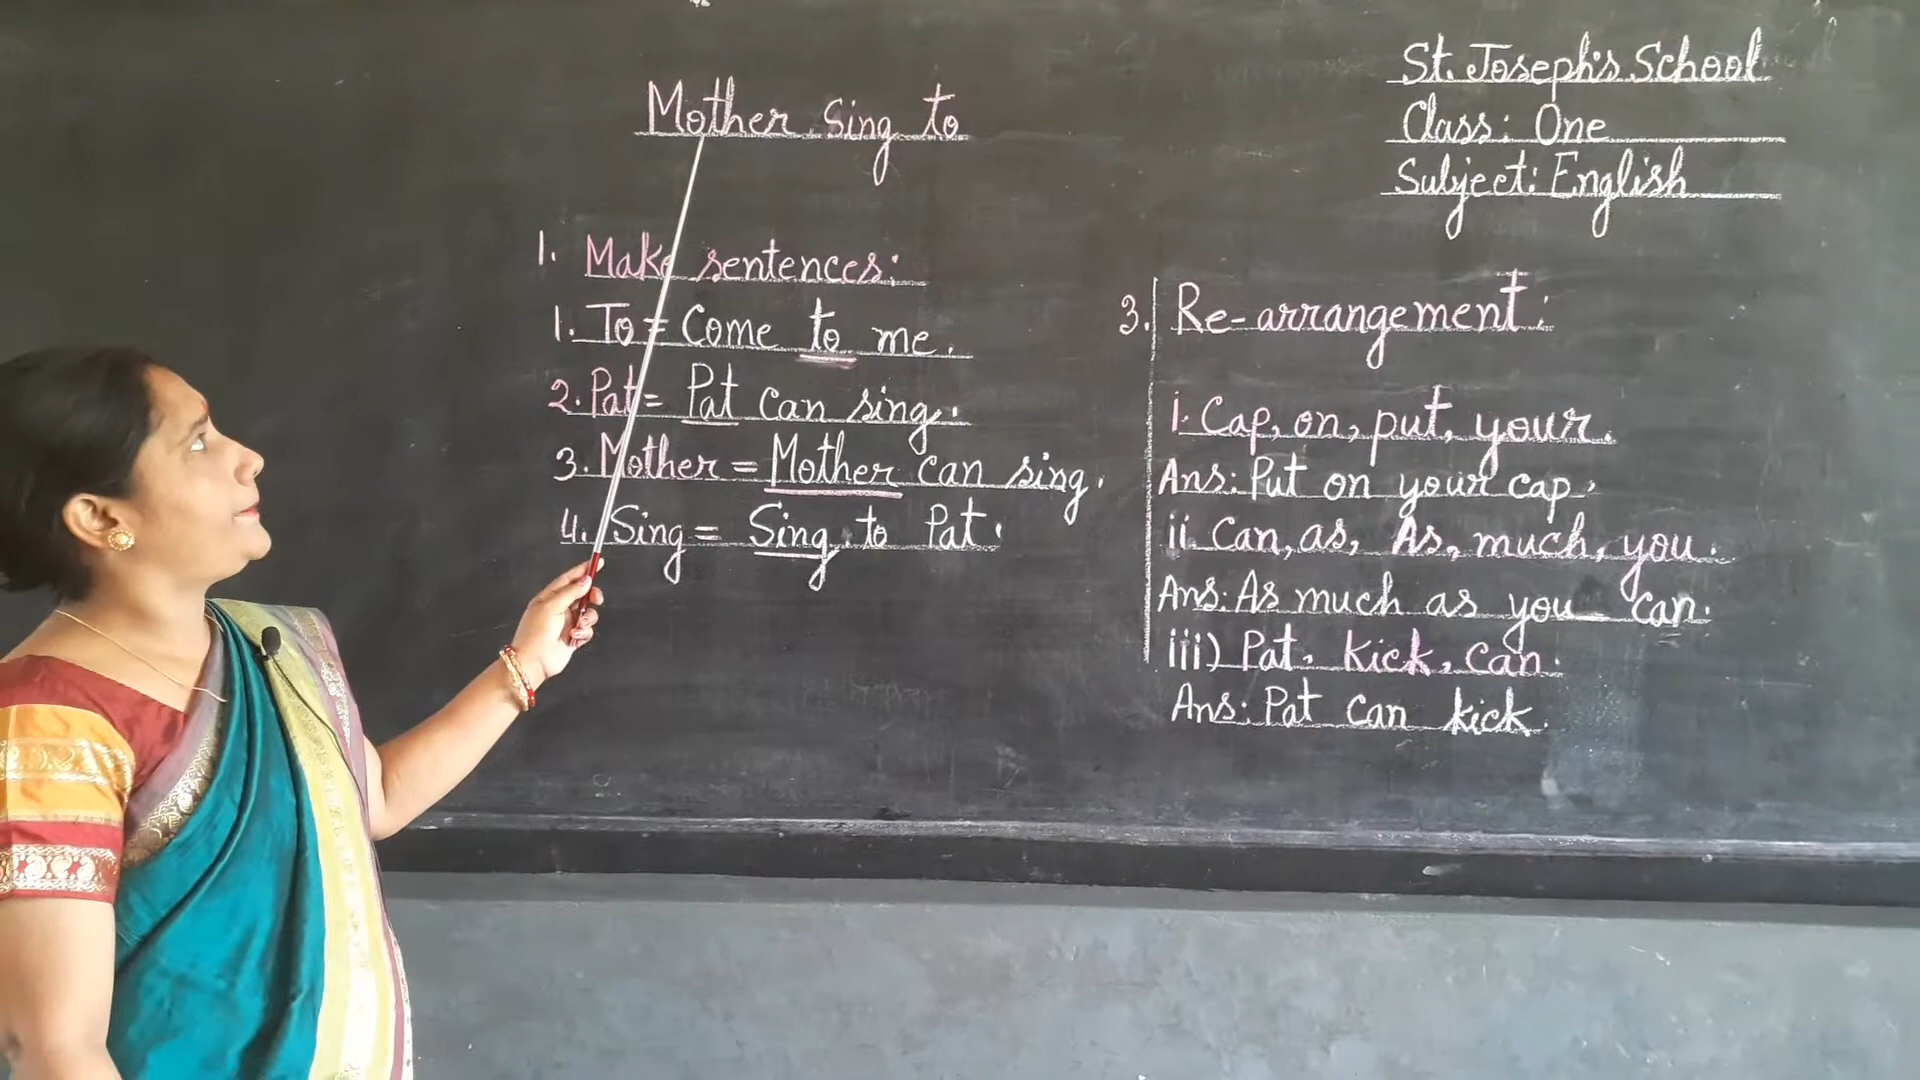 Mother Sing to
St. Joseph's School
Class: One
Subject: English
1. Make sentences:
1. To = Come to me.
2. Pat = Pat can sing.
3. Mother = Mother can sing.
4. Sing = Sing to Pat.
3. Re-arrangement:
i. Cap, on, put, your.
Ans: Put on your cap.
ii. Can, as, As, much, you.
Ans: As much as you can.
iii) Pat, kick, can.
Ans: Pat can kick.